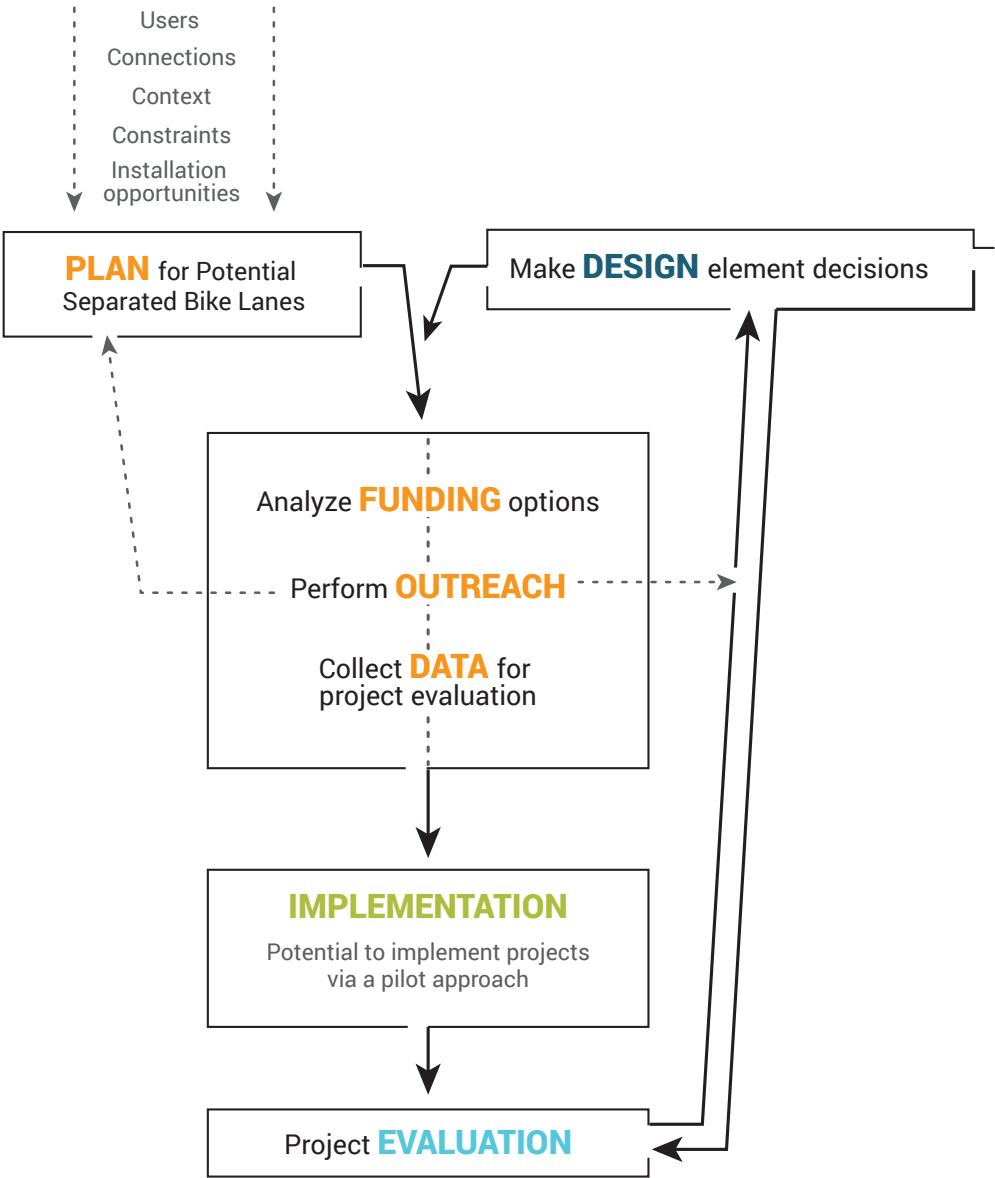 Users
Connections
Context
Constraints
Installation
opportunities
PLAN for Potential
Separated Bike Lanes
Make DESIGN element decisions
Analyze FUNDING options
Perform OUTREACH
Collect DATA for
project evaluation
IMPLEMENTATION
Potential to implement projects
via a pilot approach
Project EVALUATION